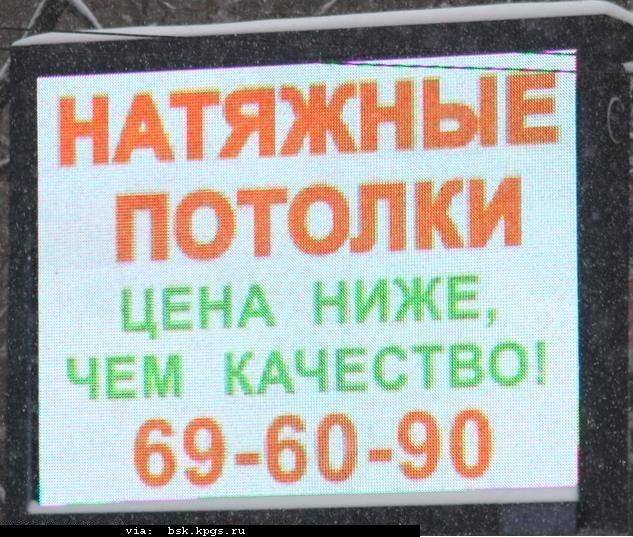 НАТЯЖНЫЕ
ПОТОЛКИ
ЦЕНА НИЖЕ,
ЧЕМ КАЧЕСТВО!
69-60-90
via: bsk.kpgs.ru